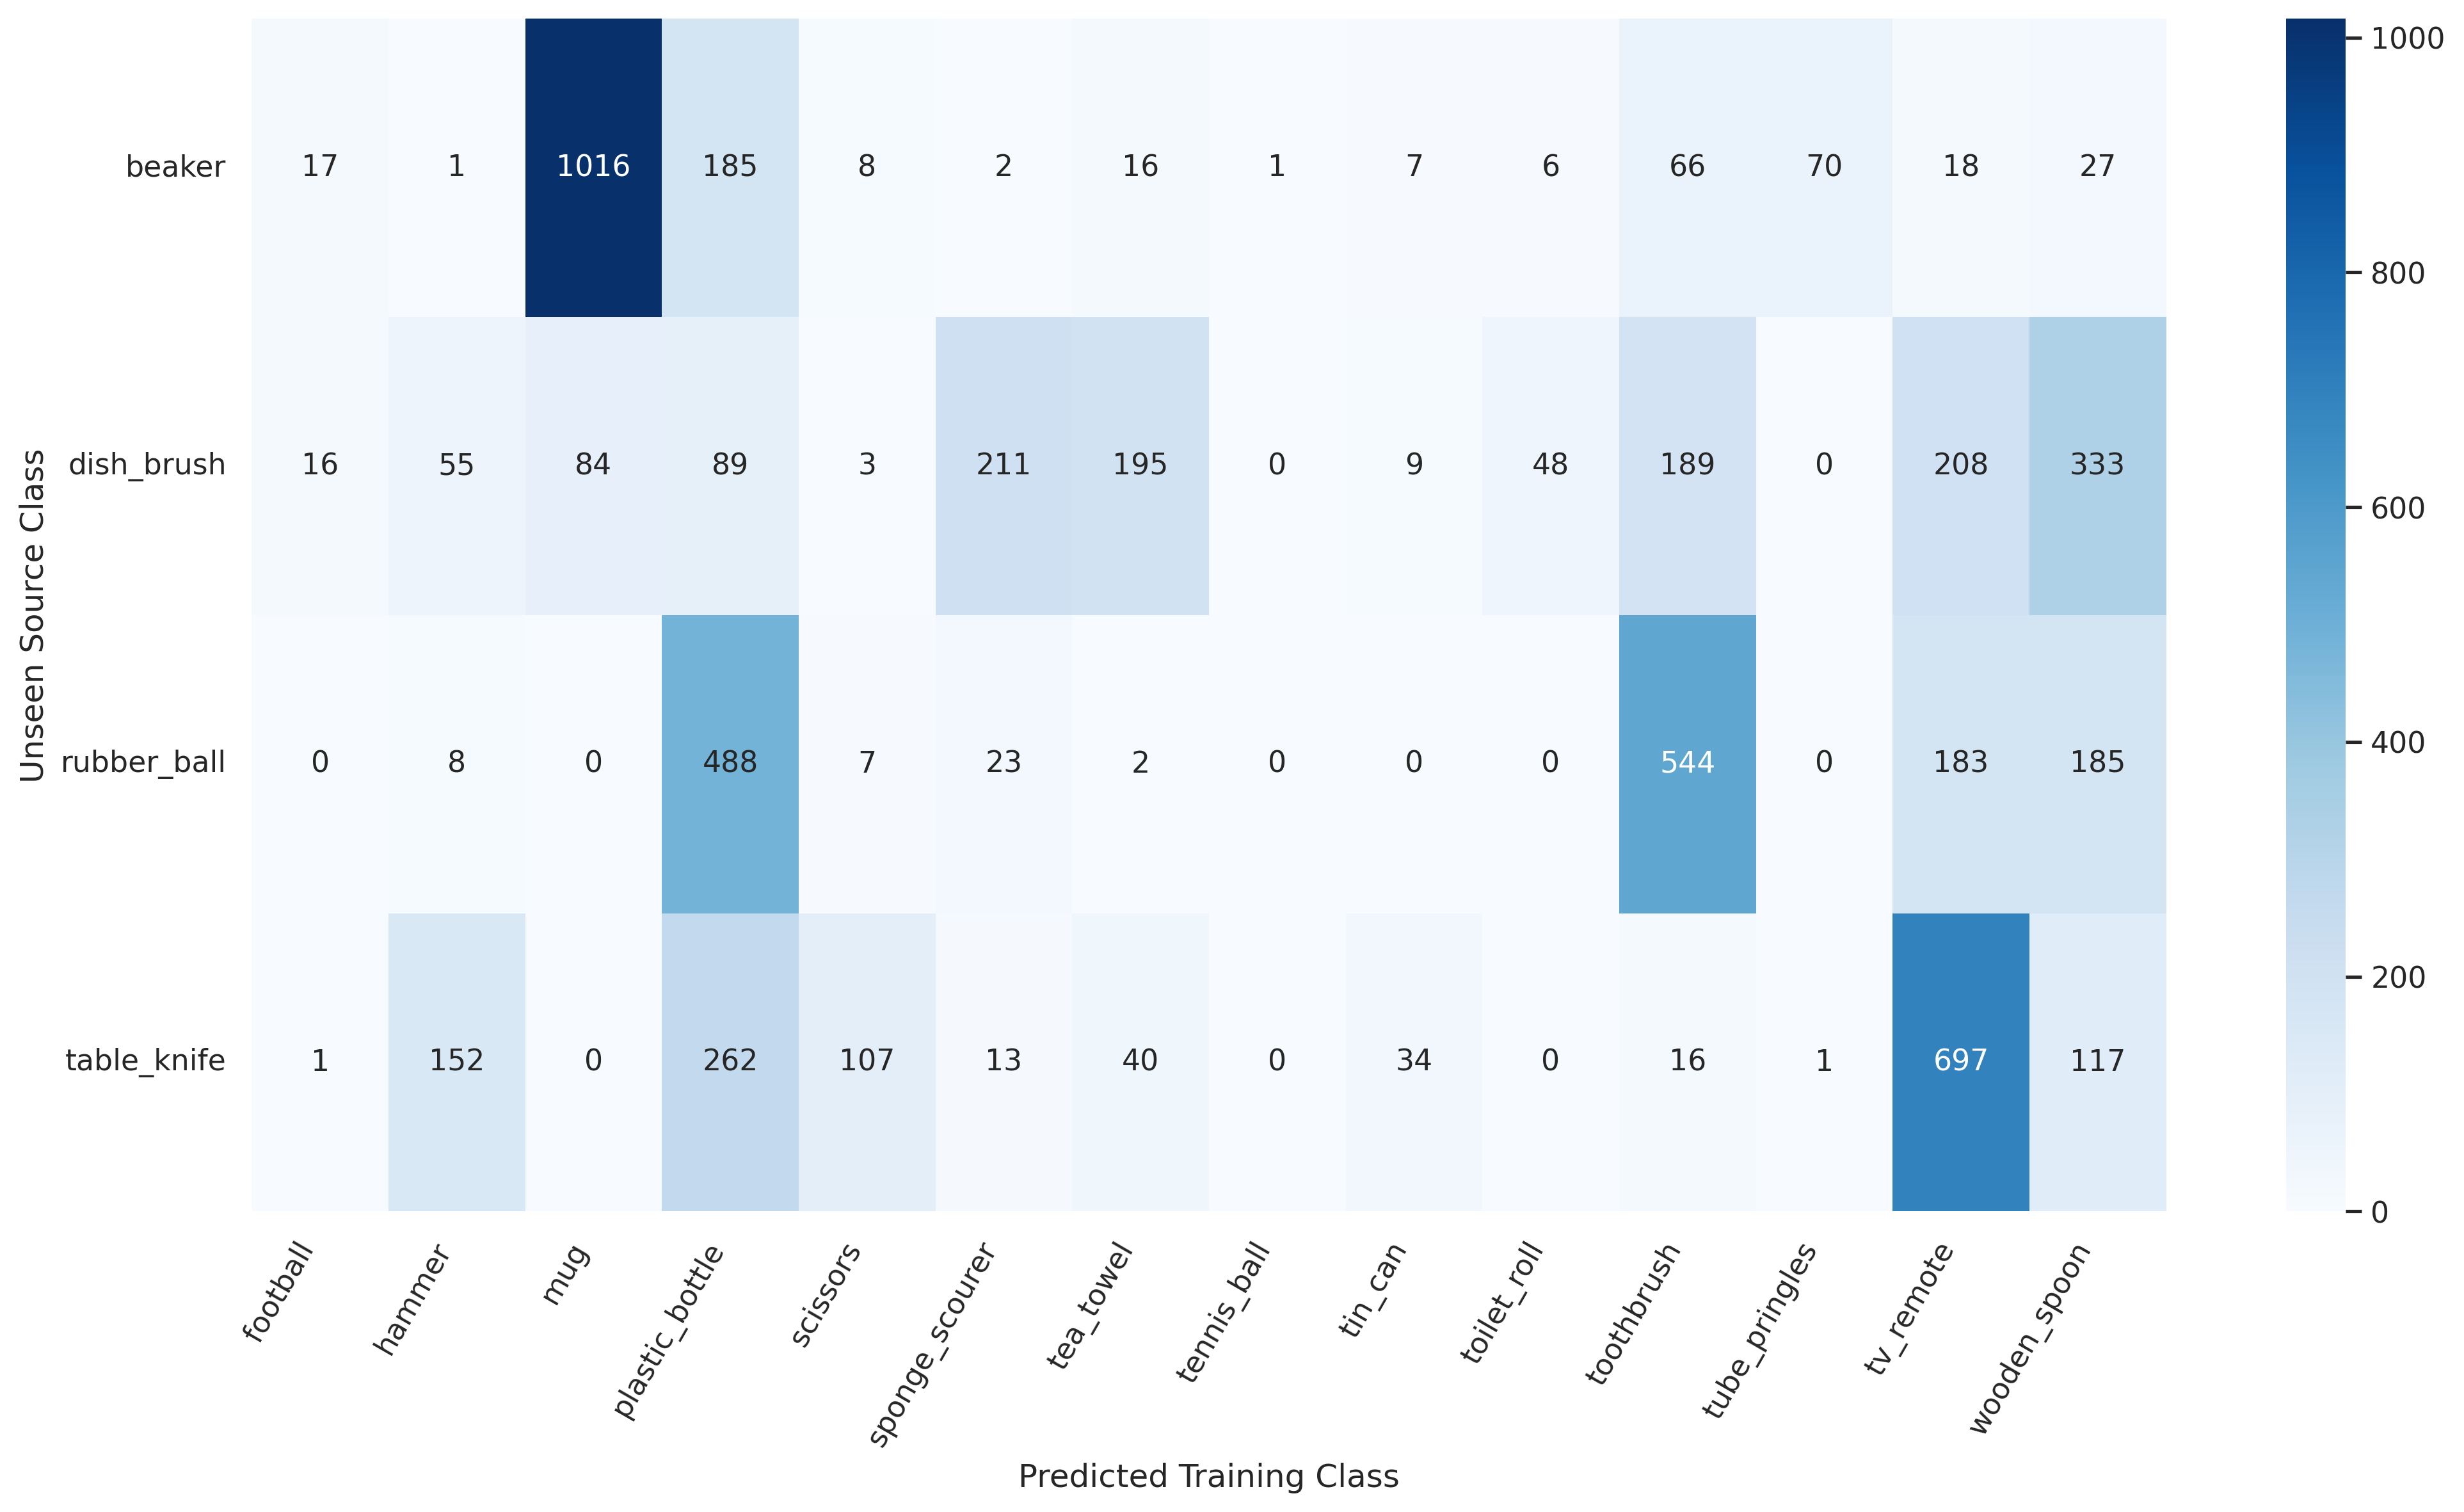 Unseen Source Class
beaker 17 1 1016 185 8 2 16 1 7 6 66 70 18 27
dish_brush 16 55 84 89 3 211 195 0 9 48 189 0 208 333
rubber_ball 0 8 0 488 7 23 2 0 0 0 544 0 183 185
table_knife 1 152 0 262 107 13 40 0 34 0 16 1 697 117
football hammer mug plastic_bottle scissors sponge_scourer tea_towel tennis_ball tin_can toilet_roll toothbrush tube_pringles tv_remote wooden_spoon
Predicted Training Class
1000
800
600
400
200
0